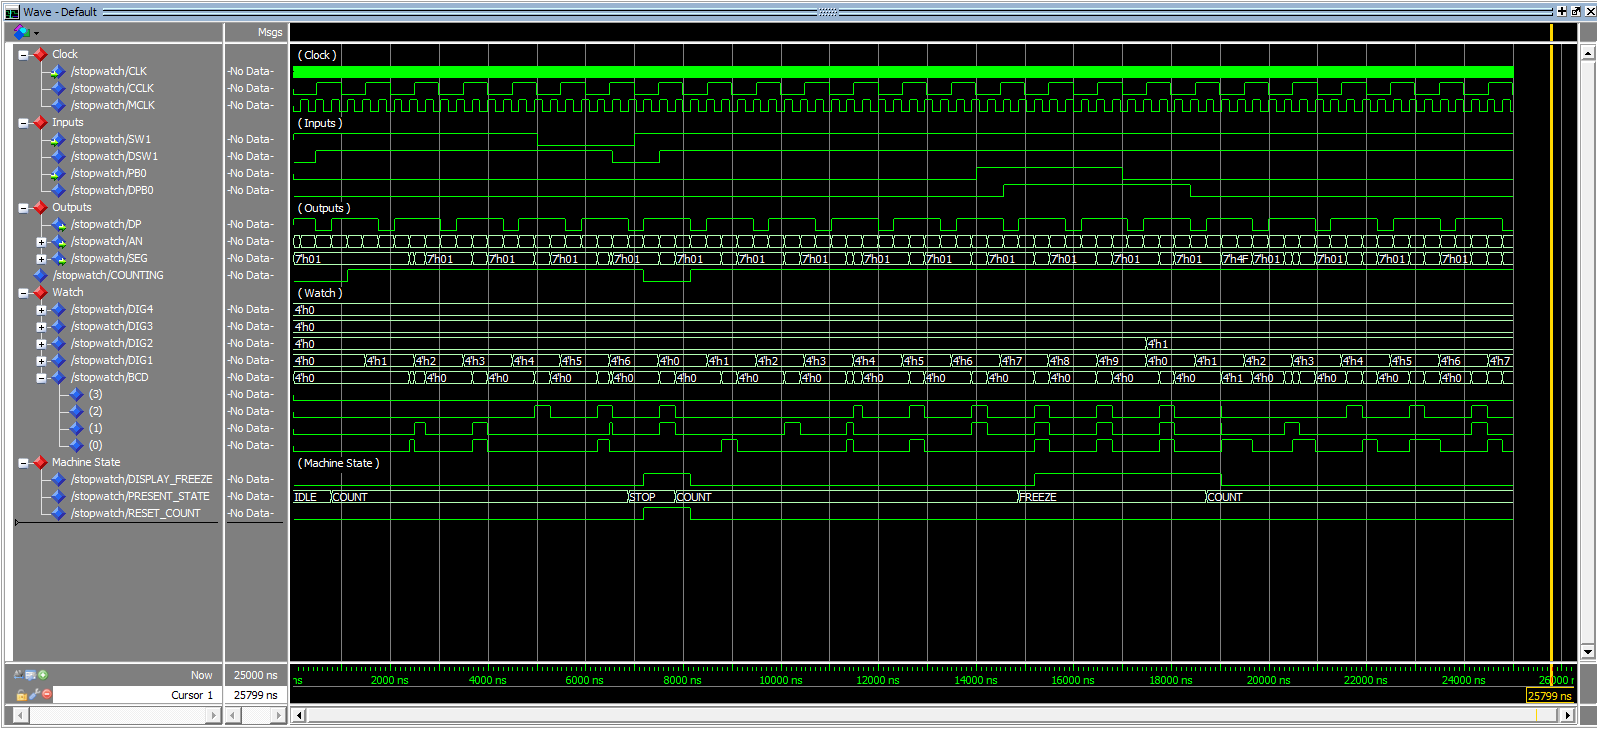 Wave - Default
Msgs
Clock
/stopwatch/CLK -No Data-
/stopwatch/CCLK -No Data-
/stopwatch/MCLK -No Data-
Inputs
/stopwatch/SW1 -No Data-
/stopwatch/DSW1 -No Data-
/stopwatch/PB0 -No Data-
/stopwatch/DPB0 -No Data-
Outputs
/stopwatch/DP -No Data-
/stopwatch/AN -No Data-
/stopwatch/SEG -No Data-
/stopwatch/COUNTING -No Data-
Watch
/stopwatch/DIG4 -No Data-
/stopwatch/DIG3 -No Data-
/stopwatch/DIG2 -No Data-
/stopwatch/DIG1 -No Data-
/stopwatch/BCD -No Data-
(3) -No Data-
(2) -No Data-
(1) -No Data-
(0) -No Data-
Machine State
/stopwatch/DISPLAY_FREEZE -No Data-
/stopwatch/PRESENT_STATE -No Data-
/stopwatch/RESET_COUNT -No Data-
( Clock )
( Inputs )
( Outputs )
7'h01 7'h01 7'h01 7'h01 7'h01 7'h01 7'h01 7'h01 7'h01 7'h01 7'h01 7'h01 7'h01 7'h01 7'h4F 7'h01 7'h01 7'h01 7'h01
( Watch )
4'h0
4'h0
4'h0 4'h1
4'h0 4'h1 4'h2 4'h3 4'h4 4'h5 4'h6 4'h0 4'h1 4'h2 4'h3 4'h4 4'h5 4'h6 4'h7 4'h8 4'h9 4'h0 4'h1 4'h2 4'h3 4'h4 4'h5 4'h6 4'h7
4'h0 4'h0 4'h0 4'h0 4'h0 4'h0 4'h0 4'h0 4'h0 4'h0 4'h0 4'h0 4'h0 4'h0 4'h1 4'h0 4'h0 4'h0 4'h0
( Machine State )
IDLE COUNT STOP COUNT FREEZE COUNT
Now 25000 ns
Cursor 1 25799 ns
ns 2000 ns 4000 ns 6000 ns 8000 ns 10000 ns 12000 ns 14000 ns 16000 ns 18000 ns 20000 ns 22000 ns 24000 ns 26000 n
25799 ns